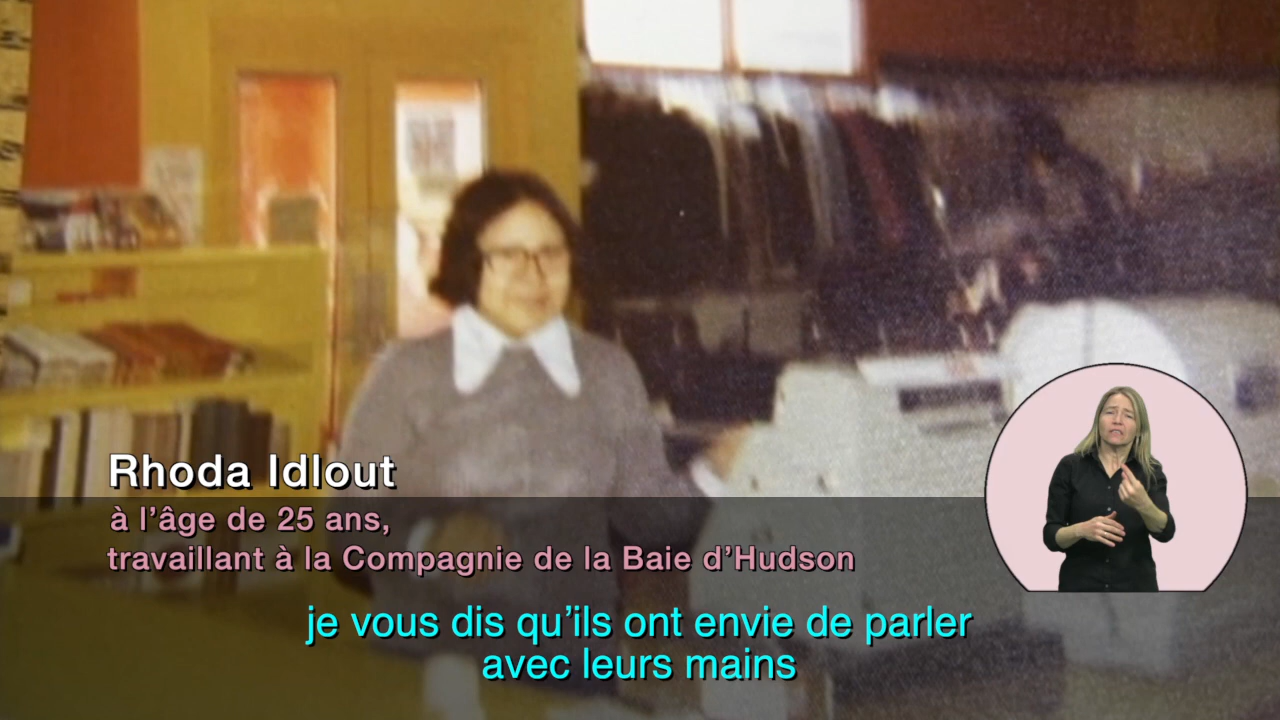 Rhoda Idlout
à l’âge de 25 ans,
travaillant à la Compagnie de la Baie d’Hudson
je vous dis qu’ils ont envie de parler
avec leurs mains